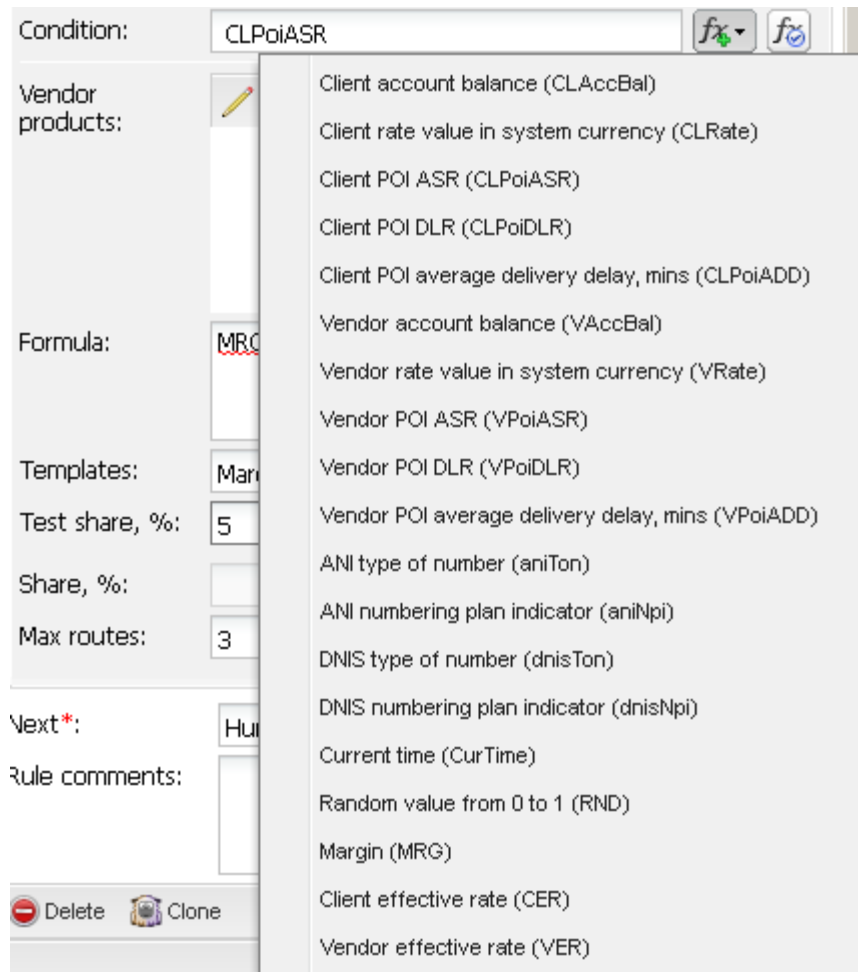 Condition:
CLPoiASR
fx
fx
Client account balance (CLAccBal)
Vendor
products:
Client rate value in system currency (CLRate)
Client POI ASR (CLPoiASR)
Client POI DLR (CLPoiDLR)
Client POI average delivery delay, mins (CLPoiADD)
Vendor account balance (VAccBal)
Formula:
Vendor rate value in system currency (VRate)
Vendor POI ASR (VPoiASR)
Templates:
Vendor POI DLR (VPoiDLR)
Test share, %:
5
Vendor POI average delivery delay, mins (VPoiADD)
ANI type of number (aniTon)
Share, %:
ANI numbering plan indicator (aniNpi)
Max routes:
3
DNIS type of number (dnisTon)
DNIS numbering plan indicator (dnisNpi)
Next*:
Current time (CurTime)
Rule comments:
Random value from 0 to 1 (RND)
Margin (MRG)
Delete
Clone
Client effective rate (CER)
Vendor effective rate (VER)